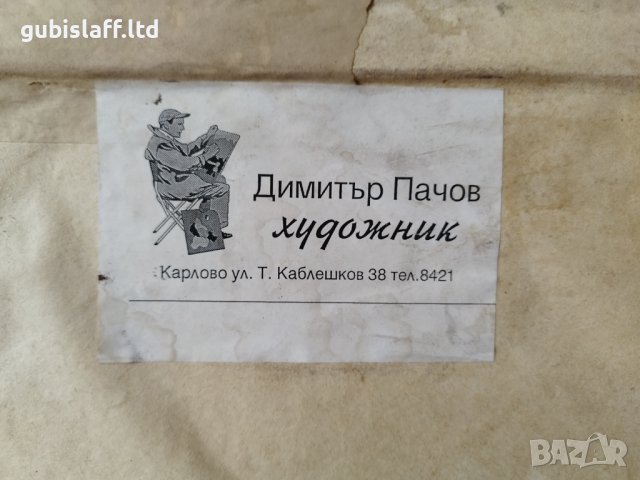 gubislaff.ltd
Димитър Пачов
художник
Карлово ул. Т. Каблешков 38 тел.8421
BAZAR